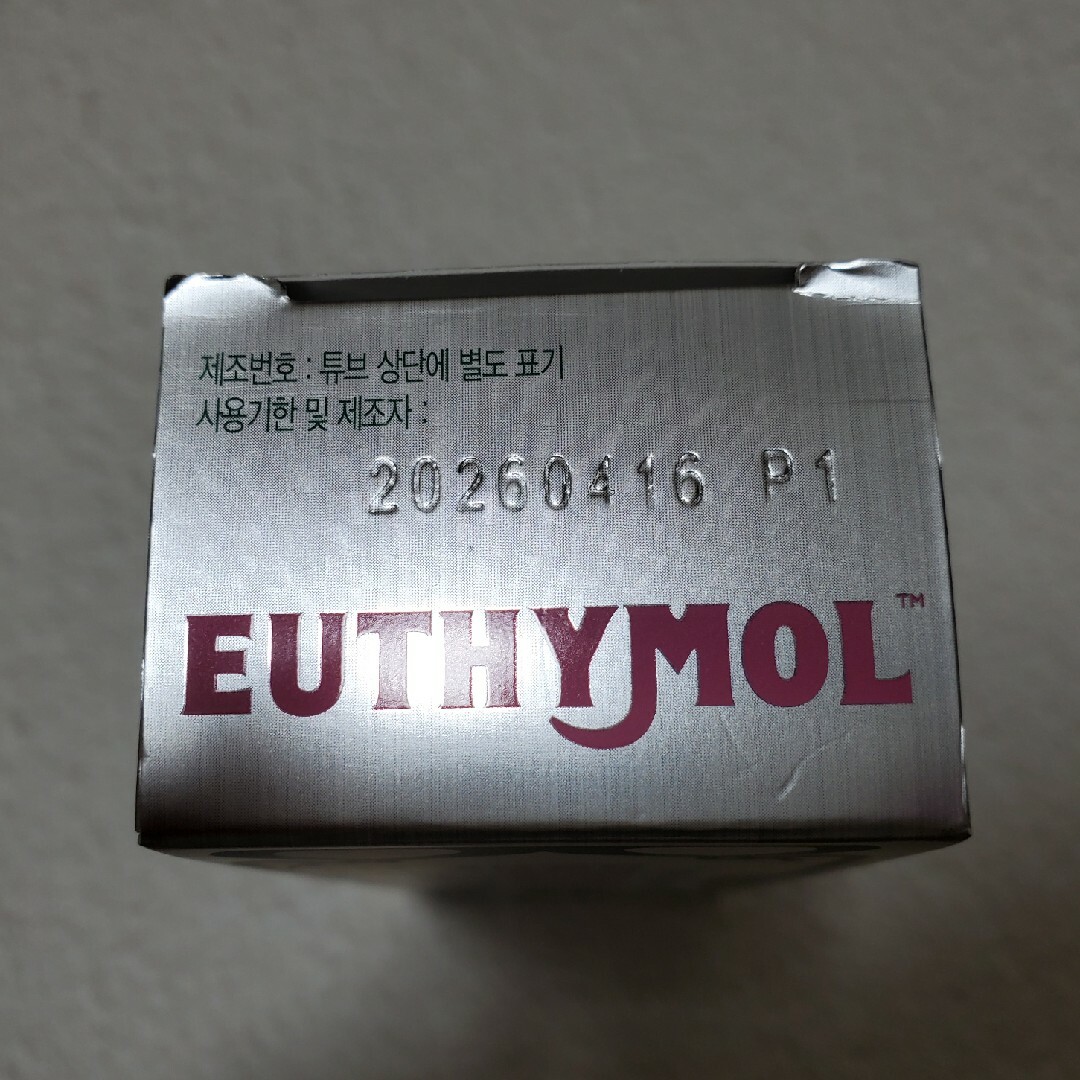 제조번호 : 튜브 상단에 별도 표기
사용기한 및 제조자 :
20260416 P1
EUTHYMOL™